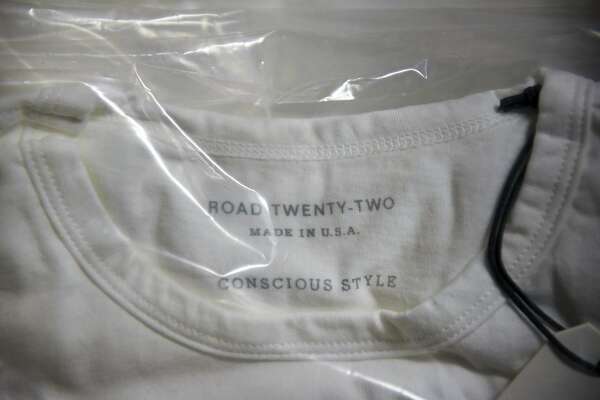 ROAD TWENTY-TWO
MADE IN U.S.A.
CONSCIOUS STYLE